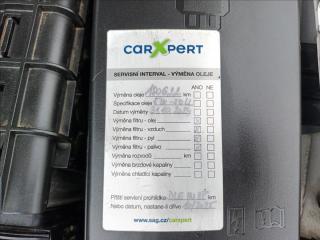 CARXPERT
SERVISNÍ INTERVAL - VÝMĚNA OLEJE
ANO NE
Výměna oleje km
Specifikace oleje
Datum výměny
Výměna filtru - olej
Výměna filtru - vzduch
Výměna filtru - pyl
Výměna filtru - palivo
Výměna rozvodů km
Výměna brzdové kapaliny
Výměna chladící kapaliny
Příští servisní prohlídka km
Nebo datum, nastane-li dříve
www.sag.cz/carxpert